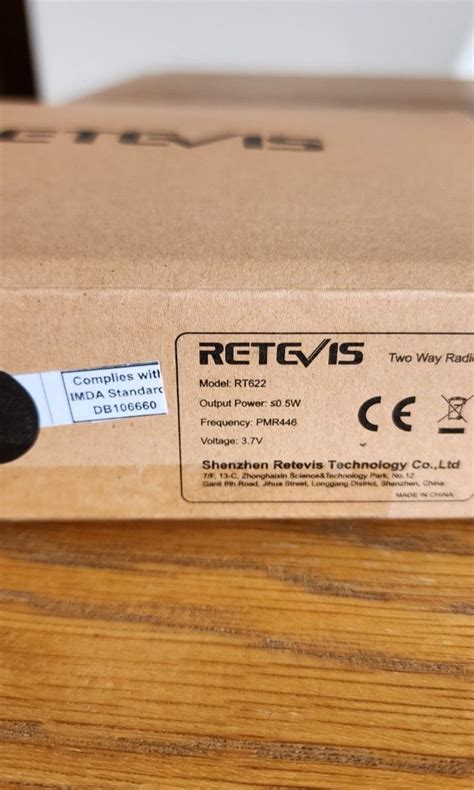 RETEVIS
Complies with
IMDA Standard
DB106660
RETEVIS Two Way Radio
Model: RT622
Output Power: ≤0.5W
Frequency: PMR446
Voltage: 3.7V
CE
Shenzhen Retevis Technology Co.,Ltd
7/F, 13-C, Zhonghaixin Science&Technology Park, No.12
Ganli 6th Road, Jihua Street, Longgang District, Shenzhen, China
MADE IN CHINA